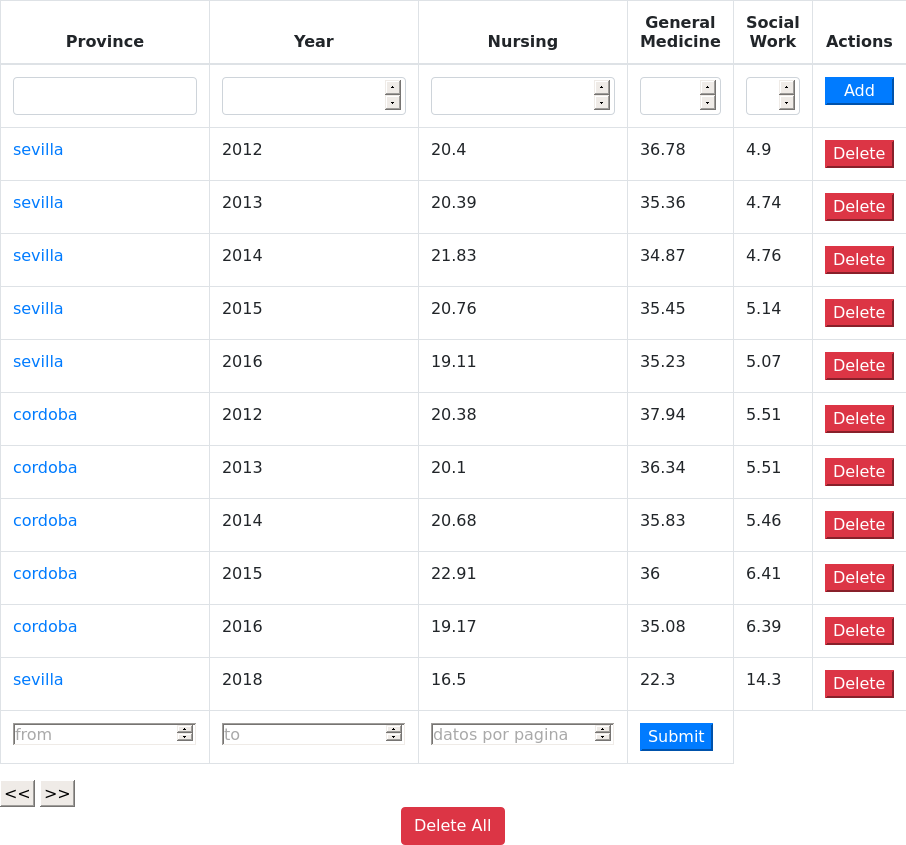 Province Year Nursing General Medicine Social Work Actions
Add
sevilla 2012 20.4 36.78 4.9 Delete
sevilla 2013 20.39 35.36 4.74 Delete
sevilla 2014 21.83 34.87 4.76 Delete
sevilla 2015 20.76 35.45 5.14 Delete
sevilla 2016 19.11 35.23 5.07 Delete
cordoba 2012 20.38 37.94 5.51 Delete
cordoba 2013 20.1 36.34 5.51 Delete
cordoba 2014 20.68 35.83 5.46 Delete
cordoba 2015 22.91 36 6.41 Delete
cordoba 2016 19.17 35.08 6.39 Delete
sevilla 2018 16.5 22.3 14.3 Delete
from to datos por pagina Submit
<< >>
Delete All